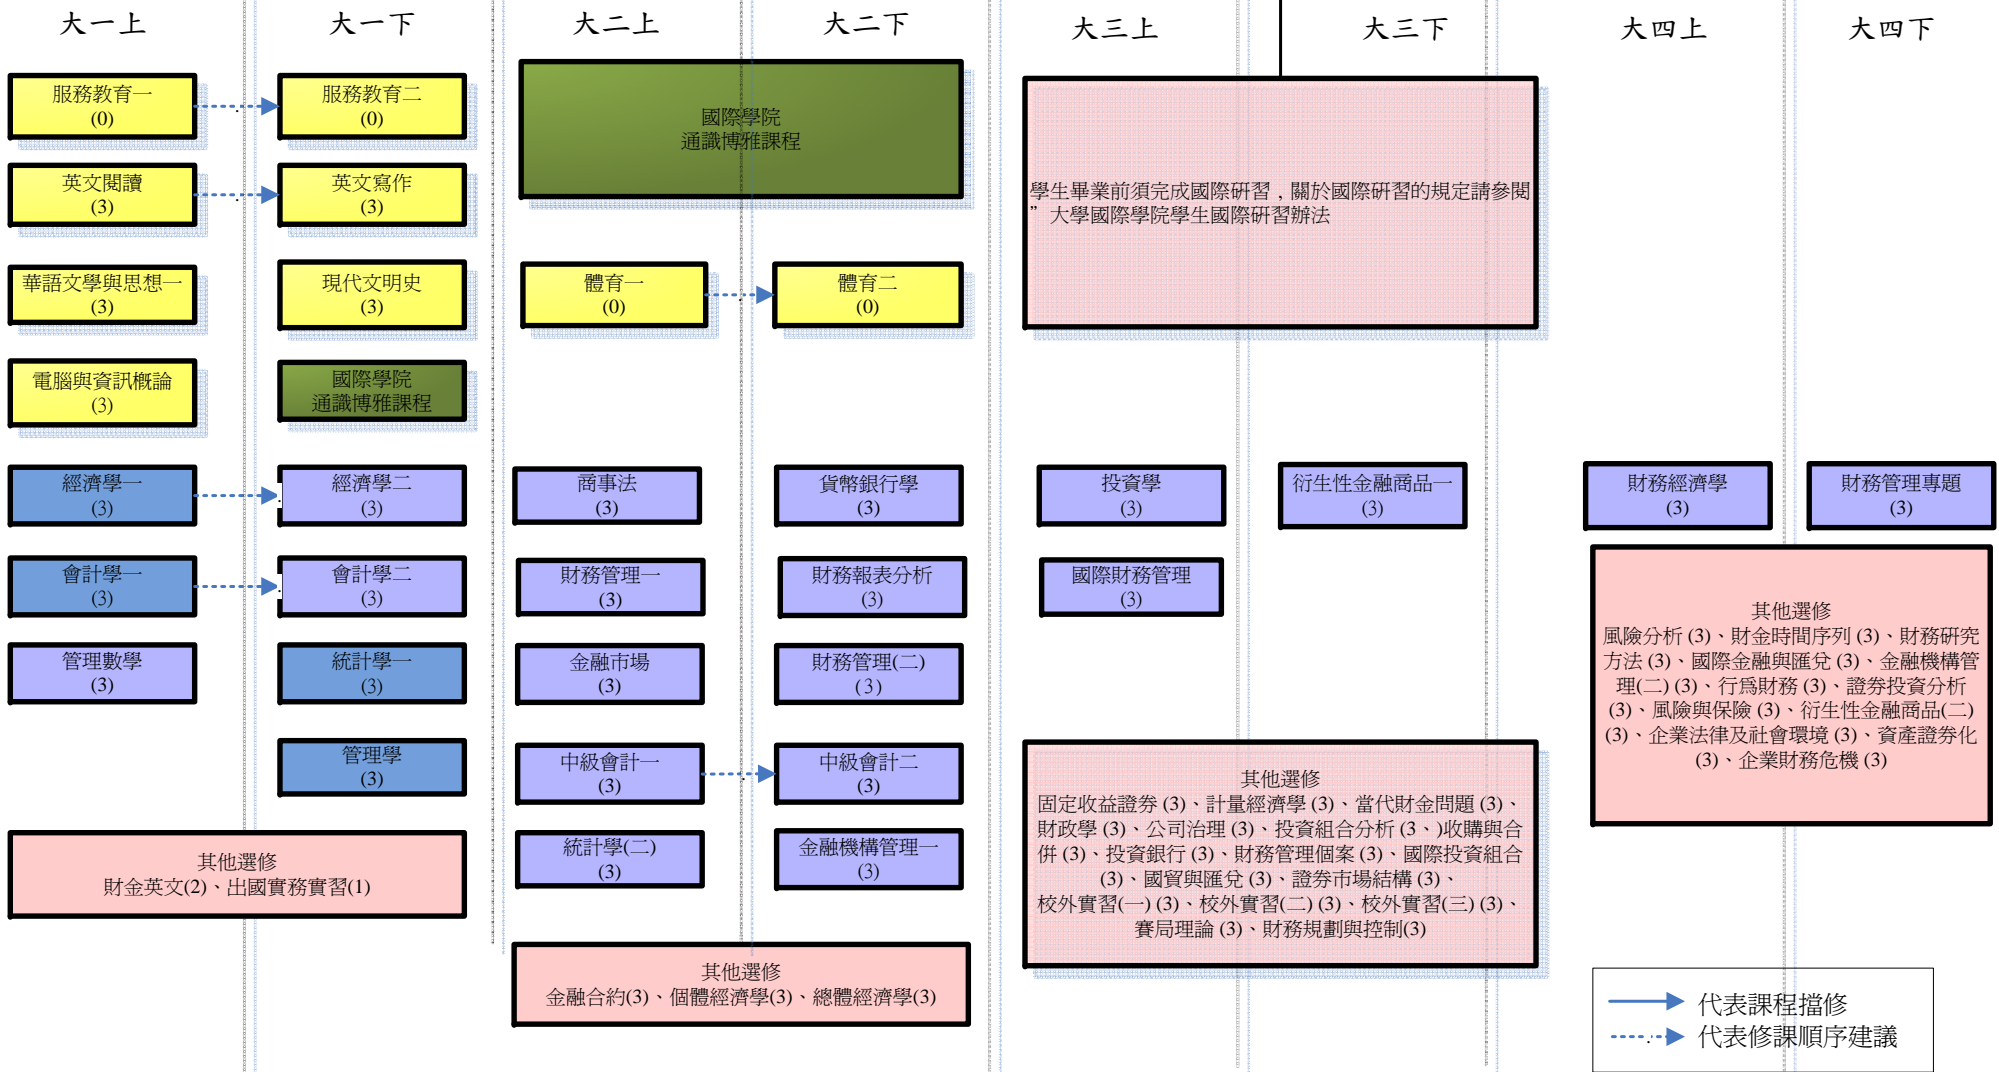 大一上
大一下
大二上
大二下
大三上
大三下
大四上
大四下
服務教育一
(0)
服務教育二
(0)
國際學院
通識博雅課程
學生畢業前須完成國際研習，關於國際研習的規定請參閱
”大學國際學院學生國際研習辦法
英文閱讀
(3)
英文寫作
(3)
華語文學與思想一
(3)
現代文明史
(3)
體育一
(0)
體育二
(0)
電腦與資訊概論
(3)
國際學院
通識博雅課程
經濟學一
(3)
經濟學二
(3)
商事法
(3)
貨幣銀行學
(3)
投資學
(3)
衍生性金融商品一
(3)
財務經濟學
(3)
財務管理專題
(3)
會計學一
(3)
會計學二
(3)
財務管理一
(3)
財務報表分析
(3)
國際財務管理
(3)
管理數學
(3)
統計學一
(3)
金融市場
(3)
財務管理(二)
(3)
管理學
(3)
中級會計一
(3)
中級會計二
(3)
統計學(二)
(3)
金融機構管理一
(3)
其他選修
財金英文(2)、出國實務實習(1)
其他選修
金融合約(3)、個體經濟學(3)、總體經濟學(3)
其他選修
固定收益證券 (3)、計量經濟學 (3)、當代財金問題 (3)、
財政學 (3)、公司治理 (3)、投資組合分析 (3、)收購與合
併 (3)、投資銀行 (3)、財務管理個案 (3)、國際投資組合
(3)、國貿與匯兌 (3)、證券市場結構 (3)、
校外實習(一) (3)、校外實習(二) (3)、校外實習(三) (3)、
賽局理論 (3)、財務規劃與控制(3)
其他選修
風險分析 (3)、財金時間序列 (3)、財務研究
方法 (3)、國際金融與匯兌 (3)、金融機構管
理(二) (3)、行為財務 (3)、證券投資分析
(3)、風險與保險 (3)、衍生性金融商品(二)
(3)、企業法律及社會環境 (3)、資產證券化
(3)、企業財務危機 (3)
代表課程擋修
代表修課順序建議